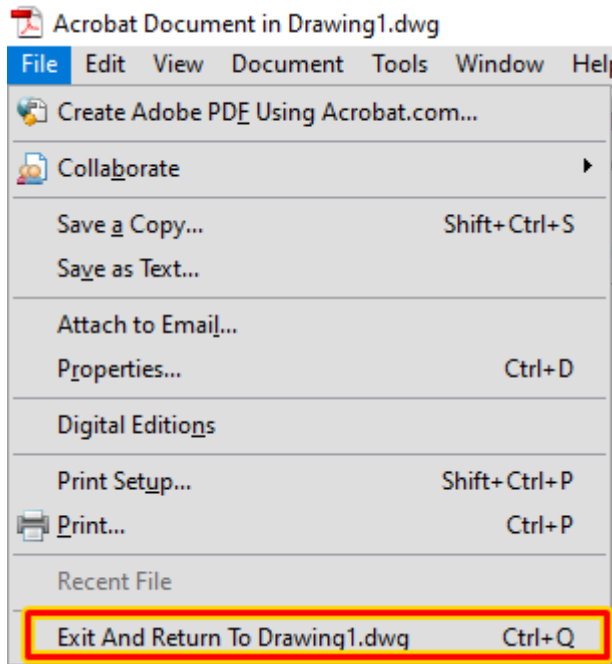 Acrobat Document in Drawing1.dwg
File Edit View Document Tools Window Help
Create Adobe PDF Using Acrobat.com...
Collaborate
Save a Copy... Shift+Ctrl+S
Save as Text...
Attach to Email...
Properties... Ctrl+D
Digital Editions
Print Setup... Shift+Ctrl+P
Print... Ctrl+P
Recent File
Exit And Return To Drawing1.dwg Ctrl+Q